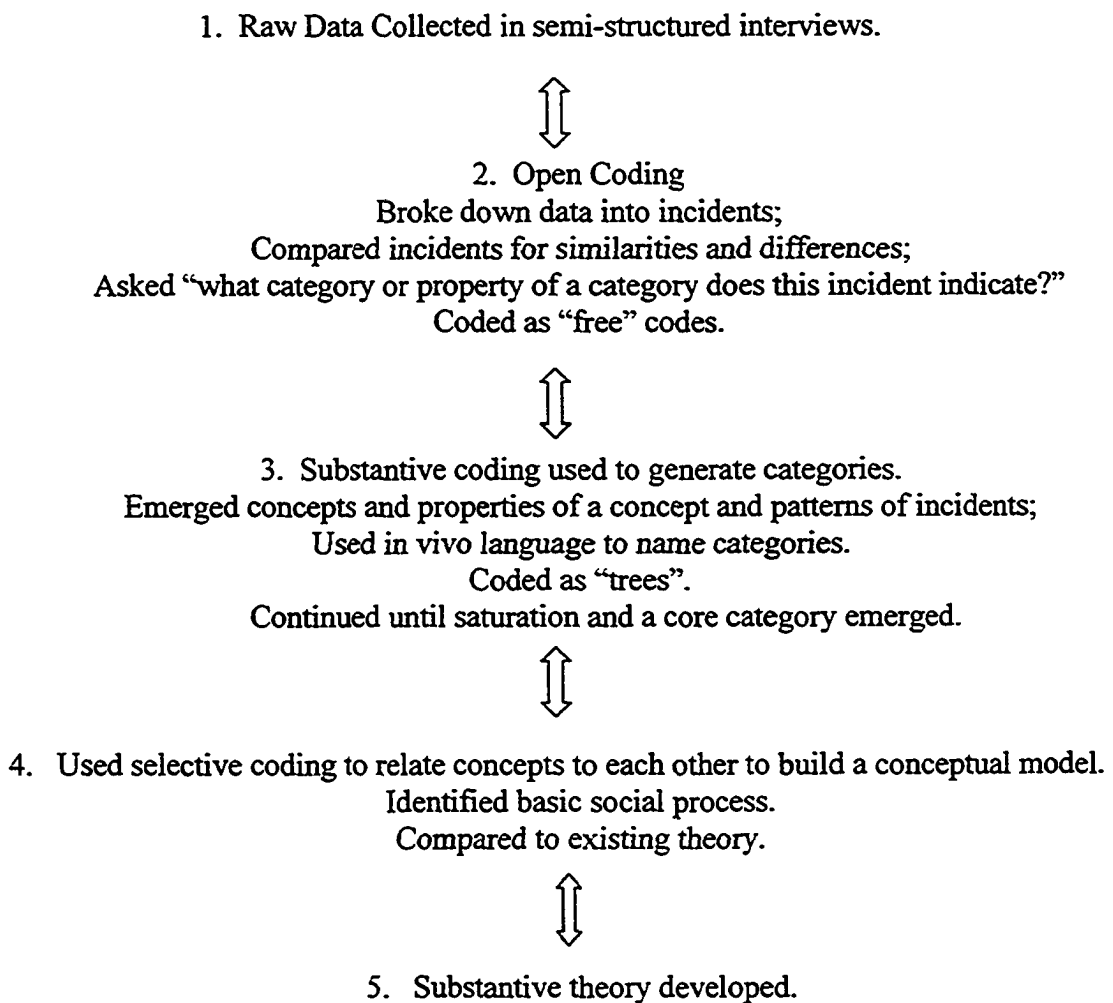 1. Raw Data Collected in semi-structured interviews.
2. Open Coding
Broke down data into incidents;
Compared incidents for similarities and differences;
Asked “what category or property of a category does this incident indicate?”
Coded as “free” codes.
3. Substantive coding used to generate categories.
Emerged concepts and properties of a concept and patterns of incidents;
Used in vivo language to name categories.
Coded as “trees”.
Continued until saturation and a core category emerged.
4. Used selective coding to relate concepts to each other to build a conceptual model.
Identified basic social process.
Compared to existing theory.
5. Substantive theory developed.